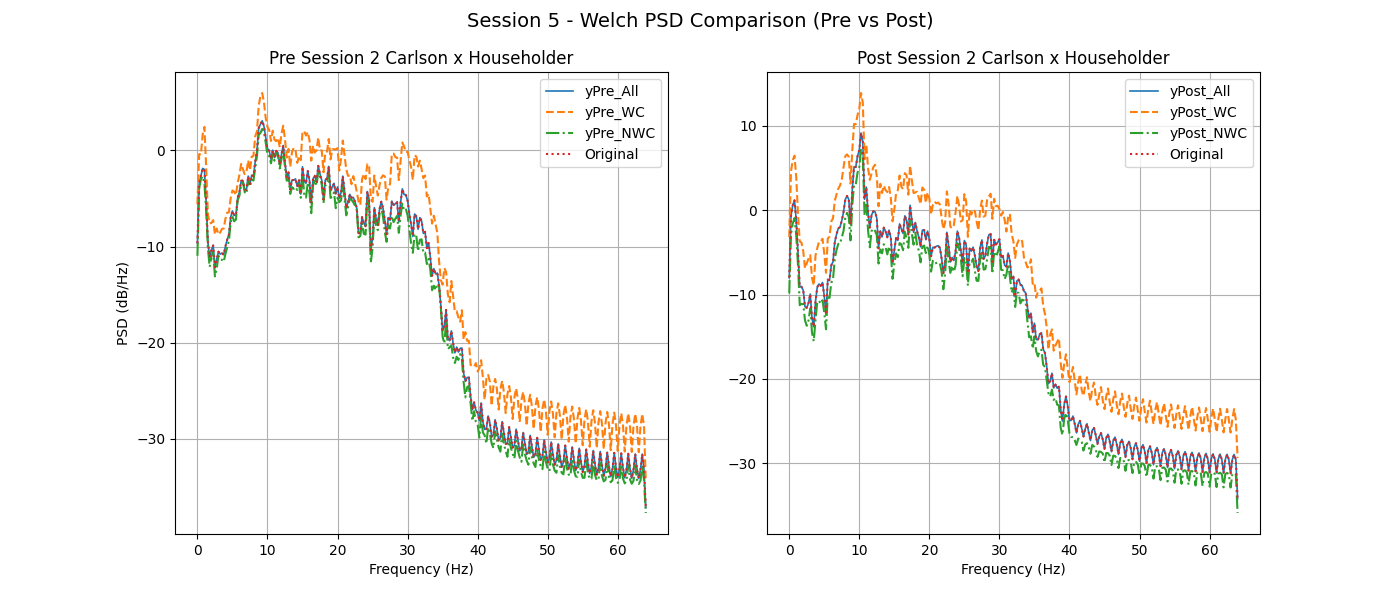 Session 5 - Welch PSD Comparison (Pre vs Post)
Pre Session 2 Carlson x Householder
yPre_All
yPre_WC
yPre_NWC
Original
0
−10
−20
−30
PSD (dB/Hz)
0 10 20 30 40 50 60
Frequency (Hz)
Post Session 2 Carlson x Householder
yPost_All
yPost_WC
yPost_NWC
Original
10
0
−10
−20
−30
0 10 20 30 40 50 60
Frequency (Hz)